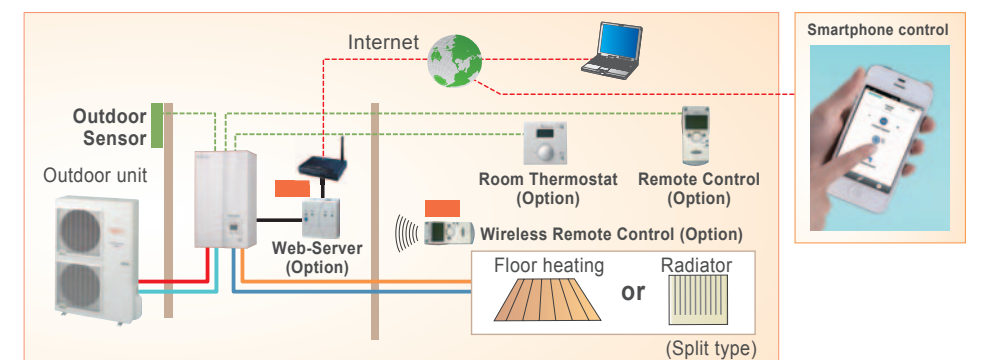 Smartphone control
Internet
Outdoor
Sensor
Outdoor unit
Room Thermostat
(Option)
Remote Control
(Option)
Web-Server
(Option)
Wireless Remote Control (Option)
Floor heating
or
Radiator
(Split type)